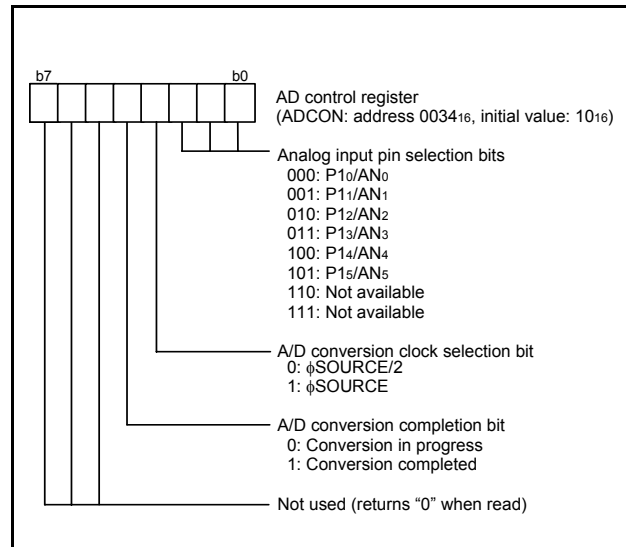 b7 b0
AD control register
(ADCON: address 0034₁₆, initial value: 10₁₆)
Analog input pin selection bits
000: P1₀/AN₀
001: P1₁/AN₁
010: P1₂/AN₂
011: P1₃/AN₃
100: P1₄/AN₄
101: P1₅/AN₅
110: Not available
111: Not available
A/D conversion clock selection bit
0: ϕSOURCE/2
1: ϕSOURCE
A/D conversion completion bit
0: Conversion in progress
1: Conversion completed
Not used (returns “0” when read)